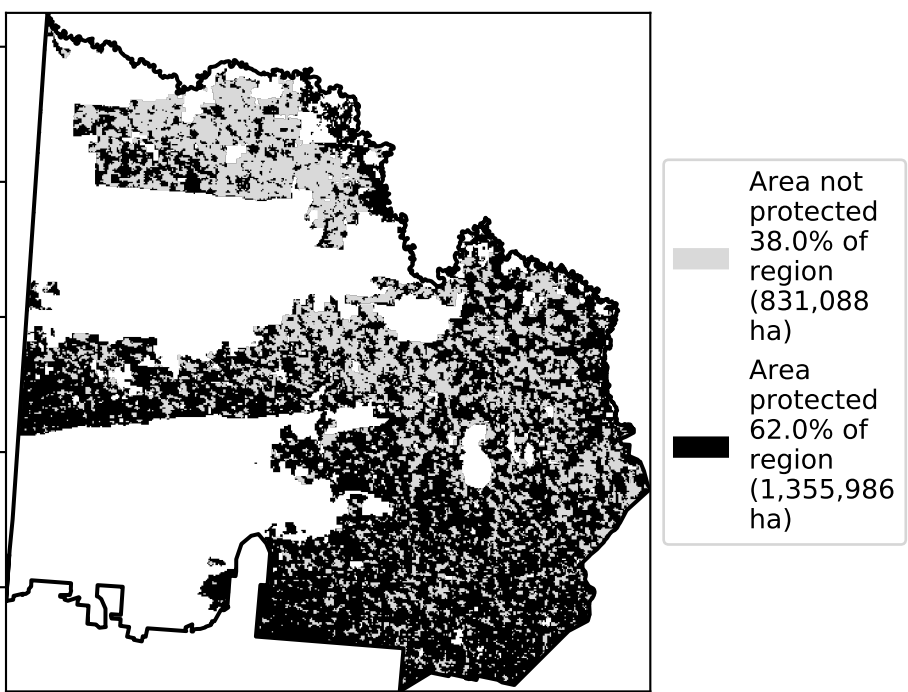 Area not
protected
38.0% of
region
(831,088
ha)
Area
protected
62.0% of
region
(1,355,986
ha)